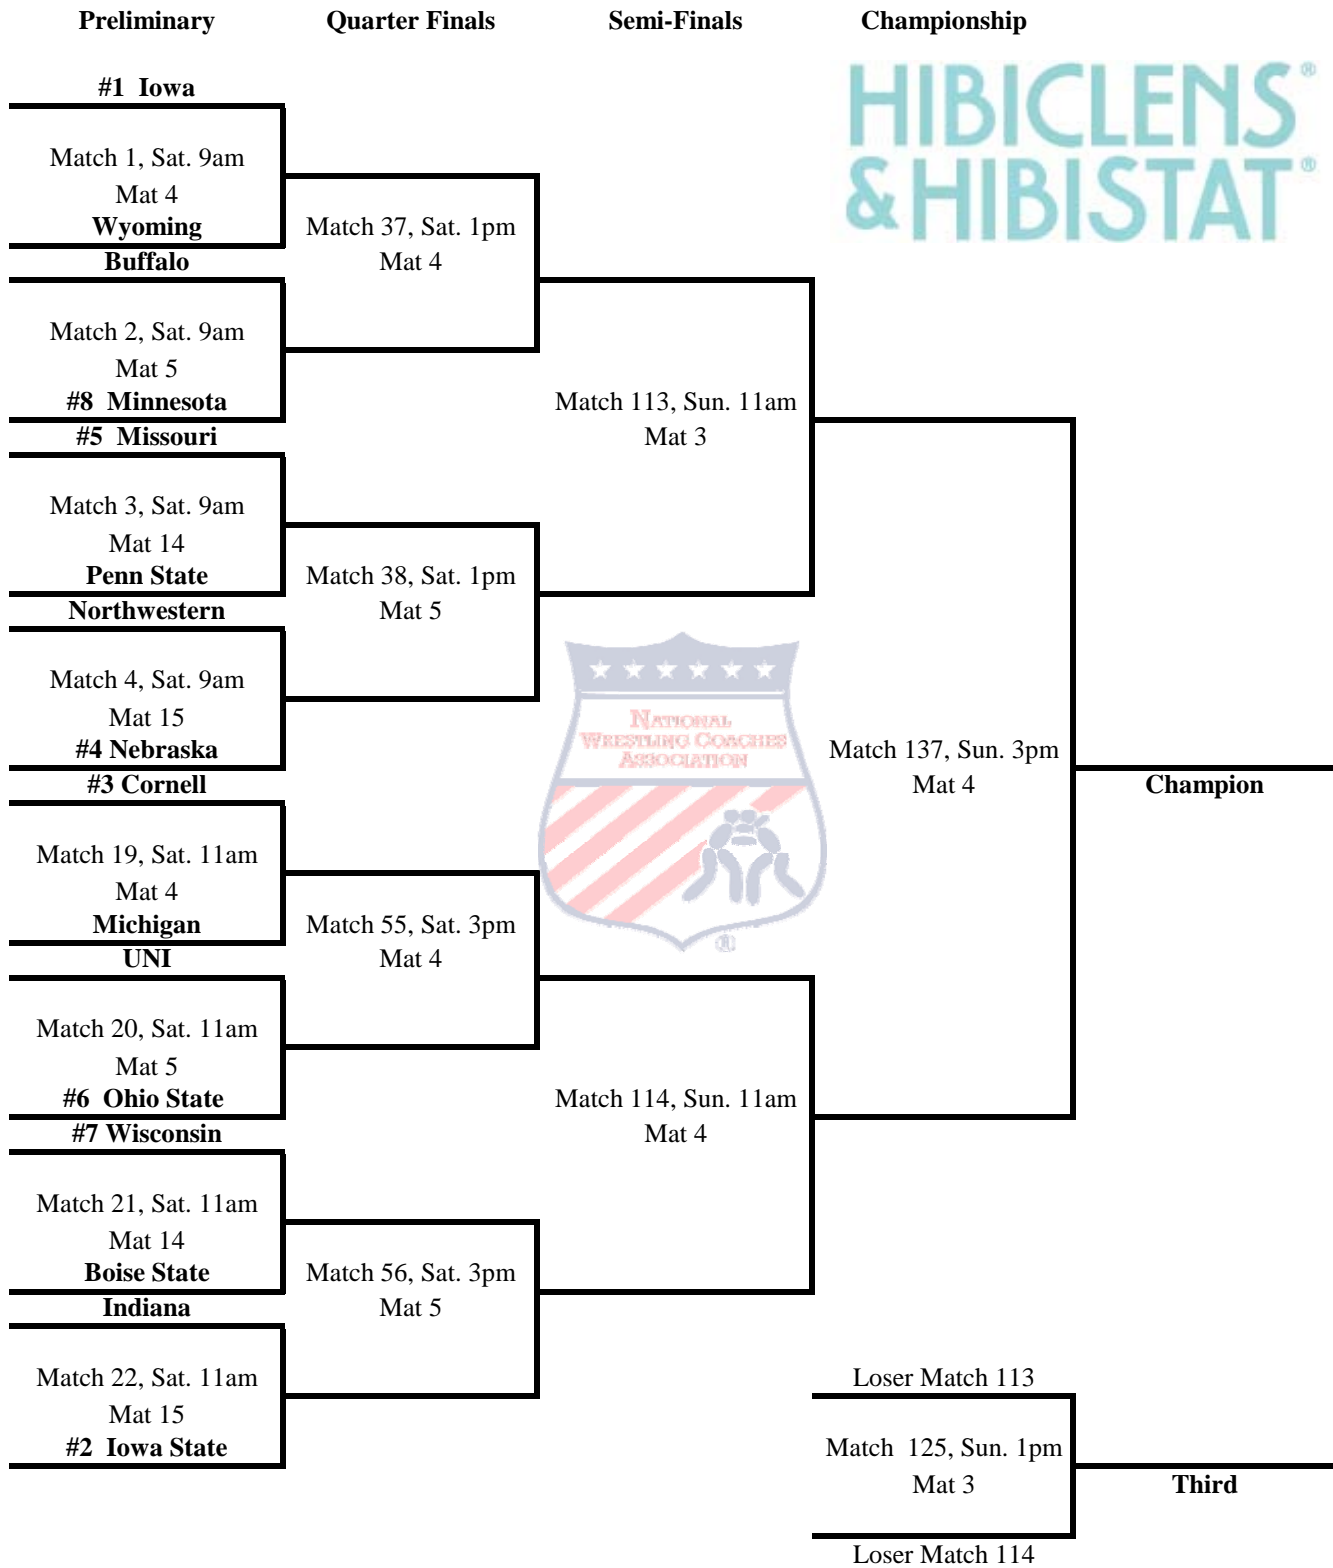 Preliminary Quarter Finals Semi-Finals Championship
HIBICLENS®
& HIBISTAT®
#1 Iowa
Match 1, Sat. 9am
Mat 4
Wyoming
Buffalo
Match 2, Sat. 9am
Mat 5
#8 Minnesota
#5 Missouri
Match 3, Sat. 9am
Mat 14
Penn State
Northwestern
Match 4, Sat. 9am
Mat 15
#4 Nebraska
#3 Cornell
Match 19, Sat. 11am
Mat 4
Michigan
UNI
Match 20, Sat. 11am
Mat 5
#6 Ohio State
#7 Wisconsin
Match 21, Sat. 11am
Mat 14
Boise State
Indiana
Match 22, Sat. 11am
Mat 15
#2 Iowa State
Match 37, Sat. 1pm
Mat 4
Match 38, Sat. 1pm
Mat 5
Match 55, Sat. 3pm
Mat 4
Match 56, Sat. 3pm
Mat 5
Match 113, Sun. 11am
Mat 3
NATIONAL
WRESTLING COACHES
ASSOCIATION
®
Match 114, Sun. 11am
Mat 4
Match 137, Sun. 3pm
Mat 4
Champion
Loser Match 113
Match 125, Sun. 1pm
Mat 3
Loser Match 114
Third